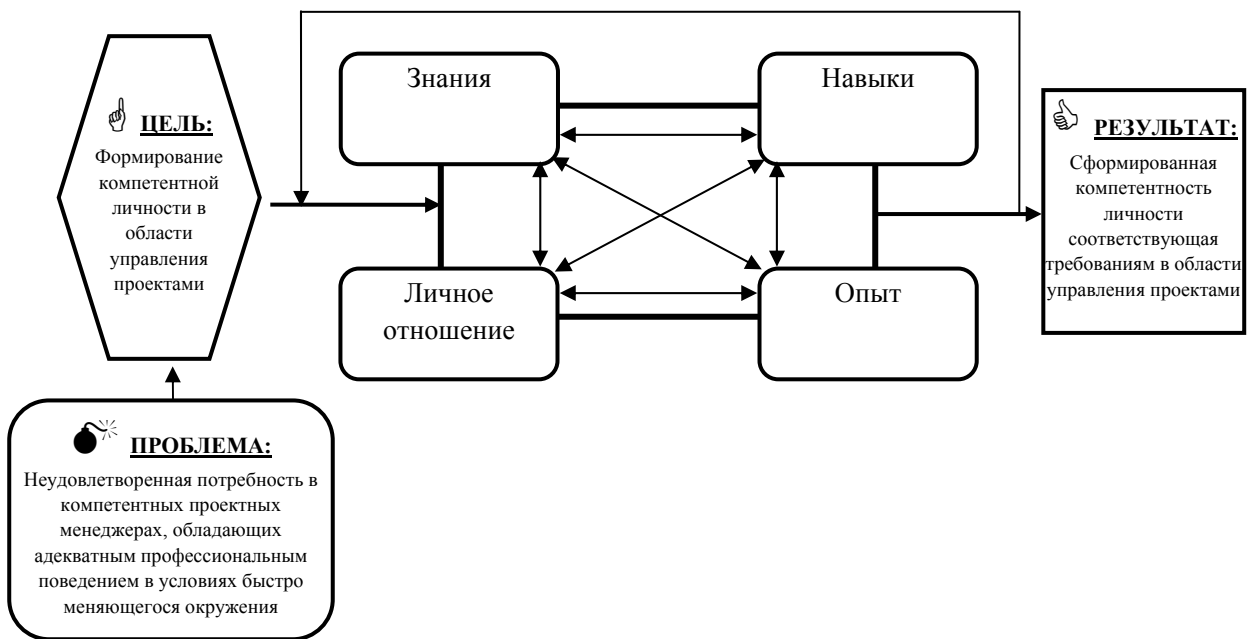 ПРОБЛЕМА:
Неудовлетворенная потребность в
компетентных проектных
менеджерах, обладающих
адекватным профессиональным
поведением в условиях быстро
меняющегося окружения
ЦЕЛЬ:
Формирование
компетентной
личности в
области
управления
проектами
Знания
Навыки
Личное
отношение
Опыт
РЕЗУЛЬТАТ:
Сформированная
компетентность
личности
соответствующая
требованиям в области
управления проектами